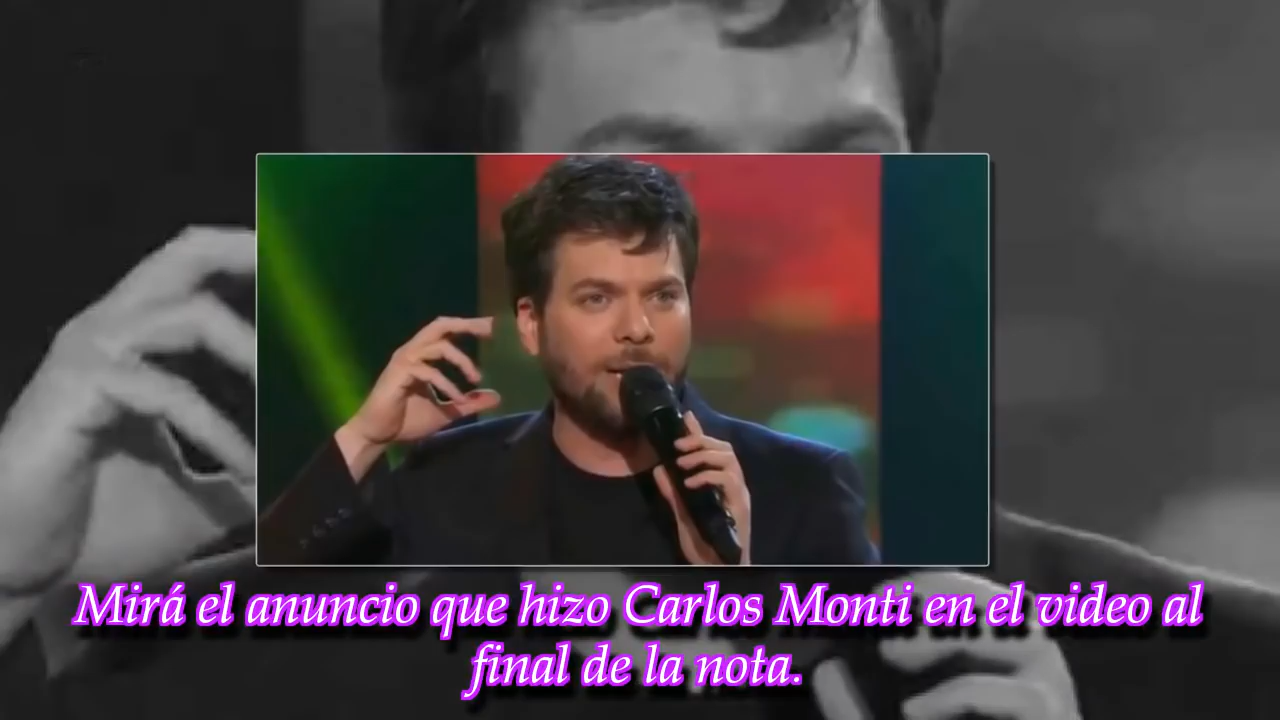 Mirá el anuncio que hizo Carlos Monti en el video al
final de la nota.